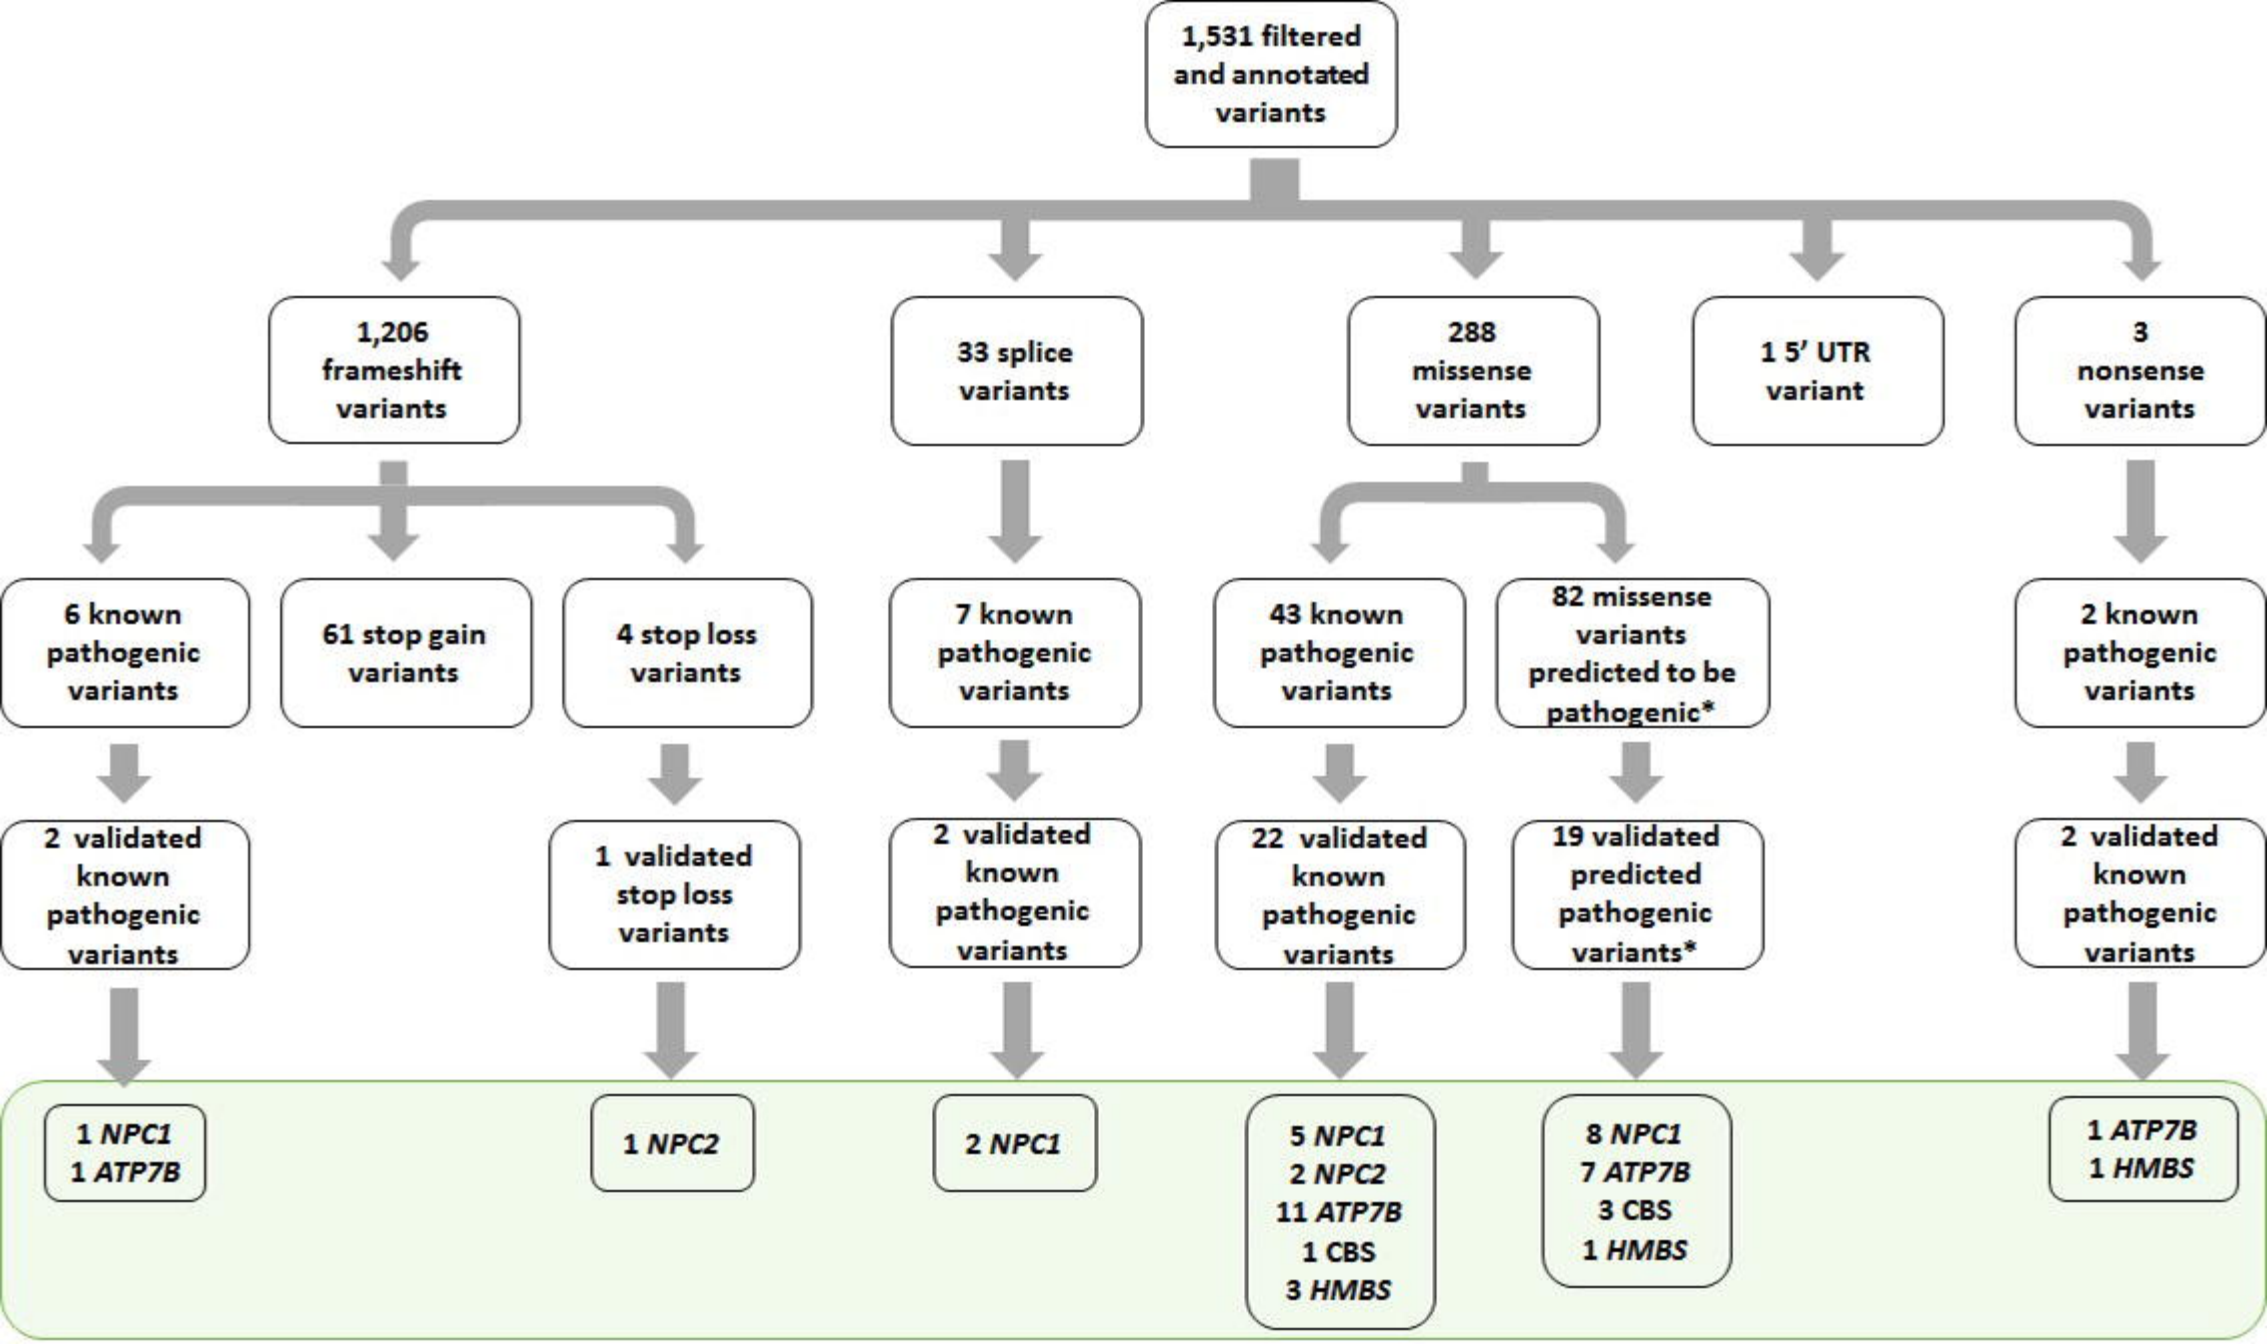 1,531 filtered
and annotated
variants
1,206
frameshift
variants
33 splice
variants
288
missense
variants
1 5’ UTR
variant
3
nonsense
variants
6 known
pathogenic
variants
61 stop gain
variants
4 stop loss
variants
7 known
pathogenic
variants
43 known
pathogenic
variants
82 missense
variants
predicted to be
pathogenic*
2 known
pathogenic
variants
2 validated
known
pathogenic
variants
1 validated
stop loss
variants
2 validated
known
pathogenic
variants
22 validated
known
pathogenic
variants
19 validated
predicted
pathogenic
variants*
2 validated
known
pathogenic
variants
1 NPC1
1 ATP7B
1 NPC2
2 NPC1
5 NPC1
2 NPC2
11 ATP7B
1 CBS
3 HMBS
8 NPC1
7 ATP7B
3 CBS
1 HMBS
1 ATP7B
1 HMBS